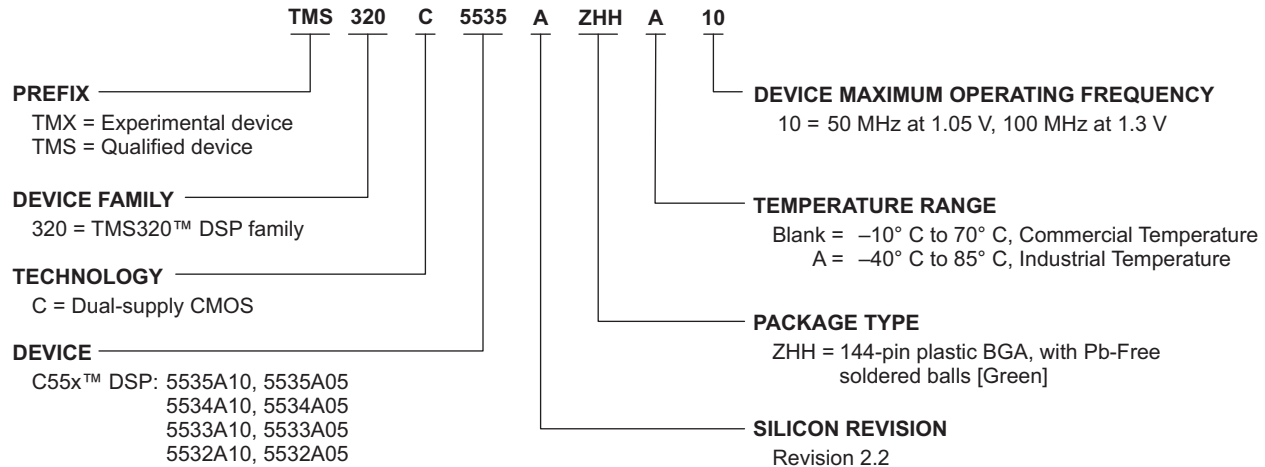 TMS 320 C 5535 A ZHH A 10
PREFIX
TMX = Experimental device
TMS = Qualified device
DEVICE FAMILY
320 = TMS320™ DSP family
TECHNOLOGY
C = Dual-supply CMOS
DEVICE
C55x™ DSP: 5535A10, 5535A05
5534A10, 5534A05
5533A10, 5533A05
5532A10, 5532A05
DEVICE MAXIMUM OPERATING FREQUENCY
10 = 50 MHz at 1.05 V, 100 MHz at 1.3 V
TEMPERATURE RANGE
Blank = –10° C to 70° C, Commercial Temperature
A = –40° C to 85° C, Industrial Temperature
PACKAGE TYPE
ZHH = 144-pin plastic BGA, with Pb-Free
soldered balls [Green]
SILICON REVISION
Revision 2.2